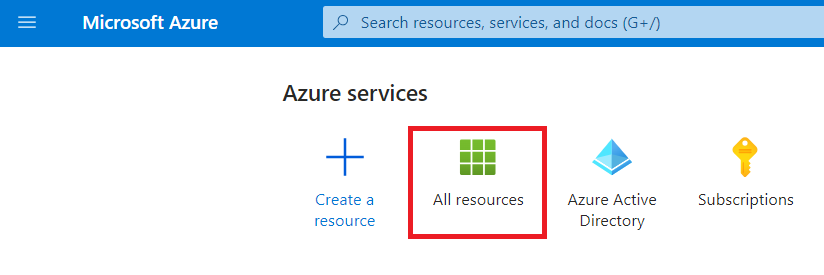 Microsoft Azure
Search resources, services, and docs (G+/)
Azure services
Create a
resource
All resources
Azure Active
Directory
Subscriptions